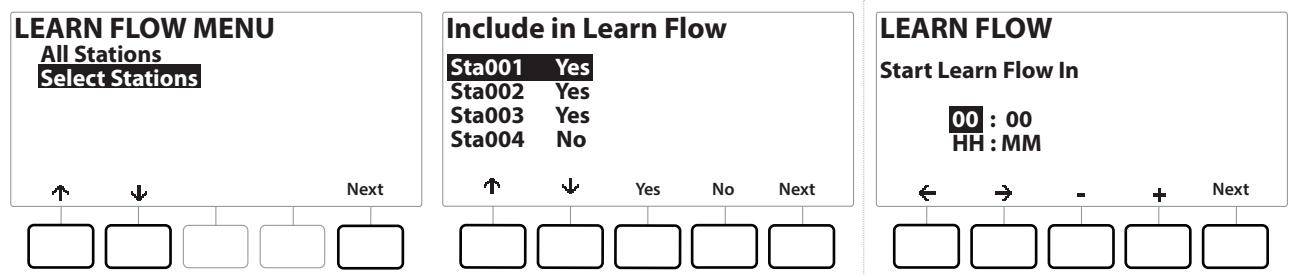 LEARN FLOW MENU
All Stations
Select Stations
↑ ↓ Next
Include in Learn Flow
Sta001 Yes
Sta002 Yes
Sta003 Yes
Sta004 No
↑ ↓ Yes No Next
LEARN FLOW
Start Learn Flow In
00 : 00
HH : MM
← → - + Next